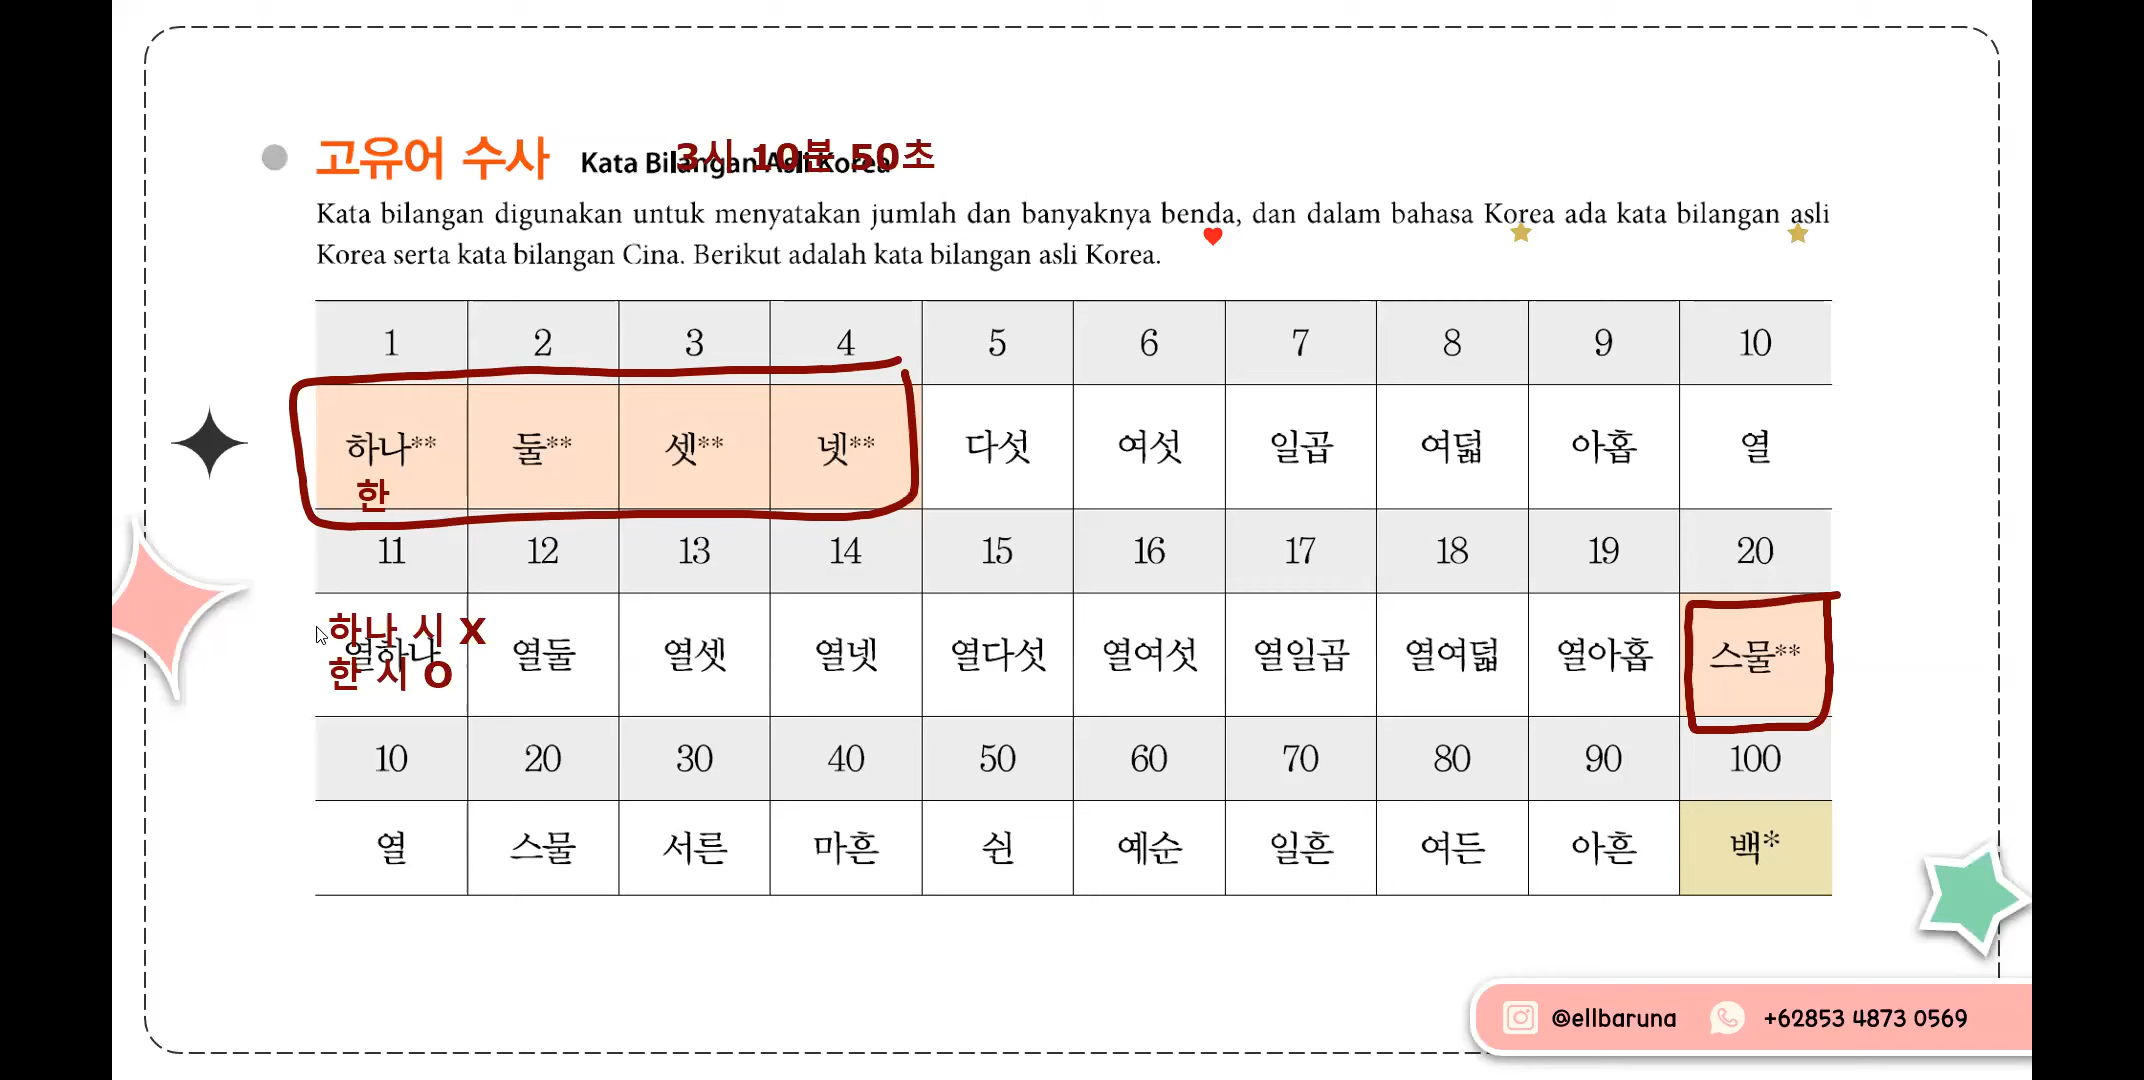 고유어 수사 Kata Bilangan Asli Korea
3시 10분 50초
Kata bilangan digunakan untuk menyatakan jumlah dan banyaknya benda, dan dalam bahasa Korea ada kata bilangan asli
Korea serta kata bilangan Cina. Berikut adalah kata bilangan asli Korea.
1 2 3 4 5 6 7 8 9 10
하나** 둘** 셋** 넷** 다섯 여섯 일곱 여덟 아홉 열
한
11 12 13 14 15 16 17 18 19 20
하나 시 X
열하나 열둘 열셋 열넷 열다섯 열여섯 열일곱 열여덟 열아홉 스물**
한 시 O
10 20 30 40 50 60 70 80 90 100
열 스물 서른 마흔 쉰 예순 일흔 여든 아흔 백*
@ellbaruna +62853 4873 0569